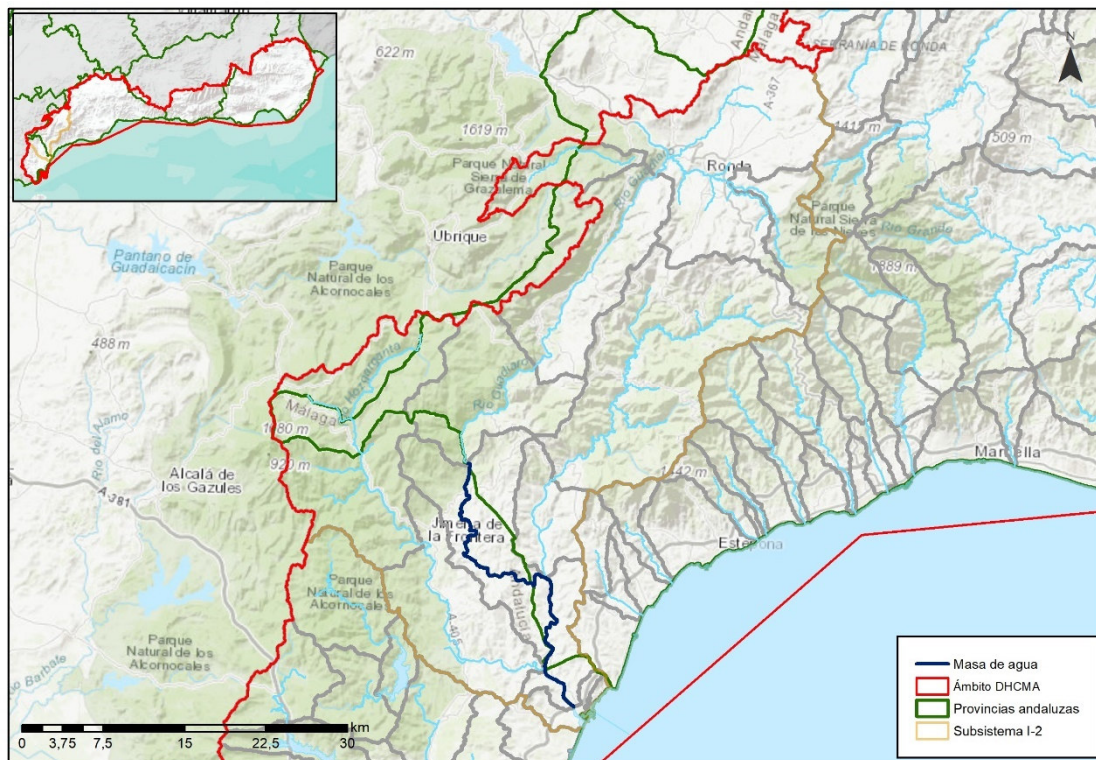 622 m
SERRANÍA DE RONDA
Andal
Málaga
A-367
N
1619 m
509 m
Parque Natural
Sierra de
Grazalema
Río Guadiaro
Ronda
Ubrique
Parque
Natural Sierra
de las Nieves
Río Grande
1889 m
Pantano de
Guadalcacín
Parque
Natural de los
Alcornocales
488 m
Río del Álamo
Hozgarganta
Río Guadiaro
Málaga
1080 m
920 m
Alcalá de
los Gazules
A-381
1442 m
Marbella
Jimena de
la Frontera
Estepona
Parque
Natural de los
Alcornocales
Andalucía
A-405
Parque
Natural de los
Alcornocales
Río Barbate
km
0 3,75 7,5 15 22,5 30
Masa de agua
Ámbito DHCMA
Provincias andaluzas
Subsistema I-2